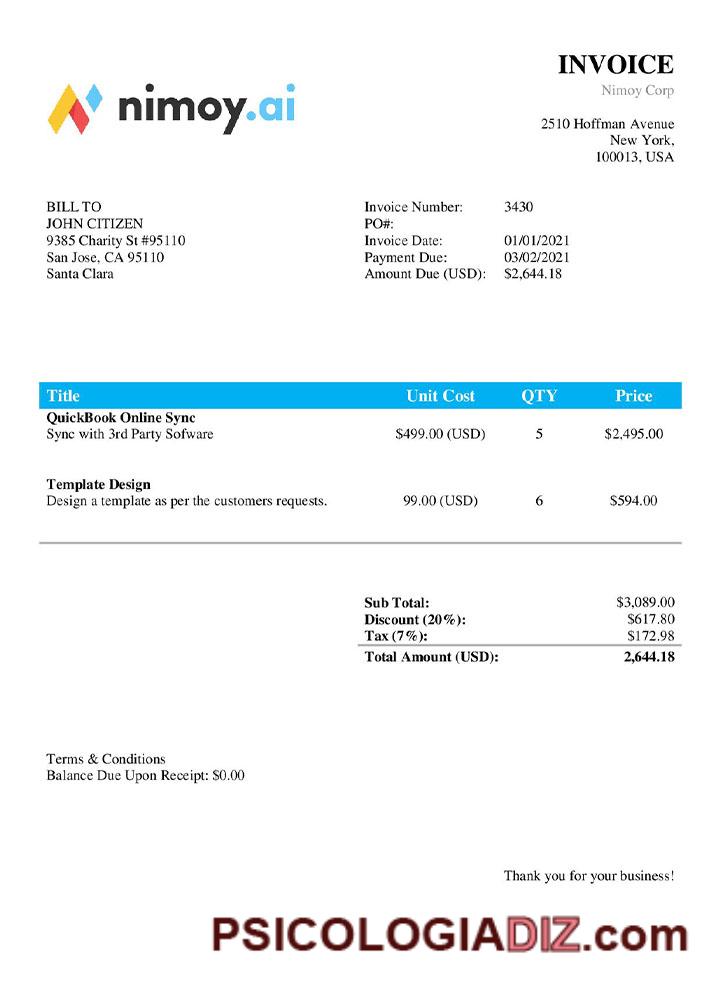 INVOICE
Nimoy Corp
nimoy.ai
2510 Hoffman Avenue
New York,
100013, USA
BILL TO
JOHN CITIZEN
9385 Charity St #95110
San Jose, CA 95110
Santa Clara
Invoice Number: 3430
PO#:
Invoice Date: 01/01/2021
Payment Due: 03/02/2021
Amount Due (USD): $2,644.18
Title Unit Cost QTY Price
QuickBook Online Sync
Sync with 3rd Party Sofware $499.00 (USD) 5 $2,495.00
Template Design
Design a template as per the customers requests. 99.00 (USD) 6 $594.00
Sub Total: $3,089.00
Discount (20%): $617.80
Tax (7%): $172.98
Total Amount (USD): 2,644.18
Terms & Conditions
Balance Due Upon Receipt: $0.00
Thank you for your business!
PSICOLOGIADIZ.com